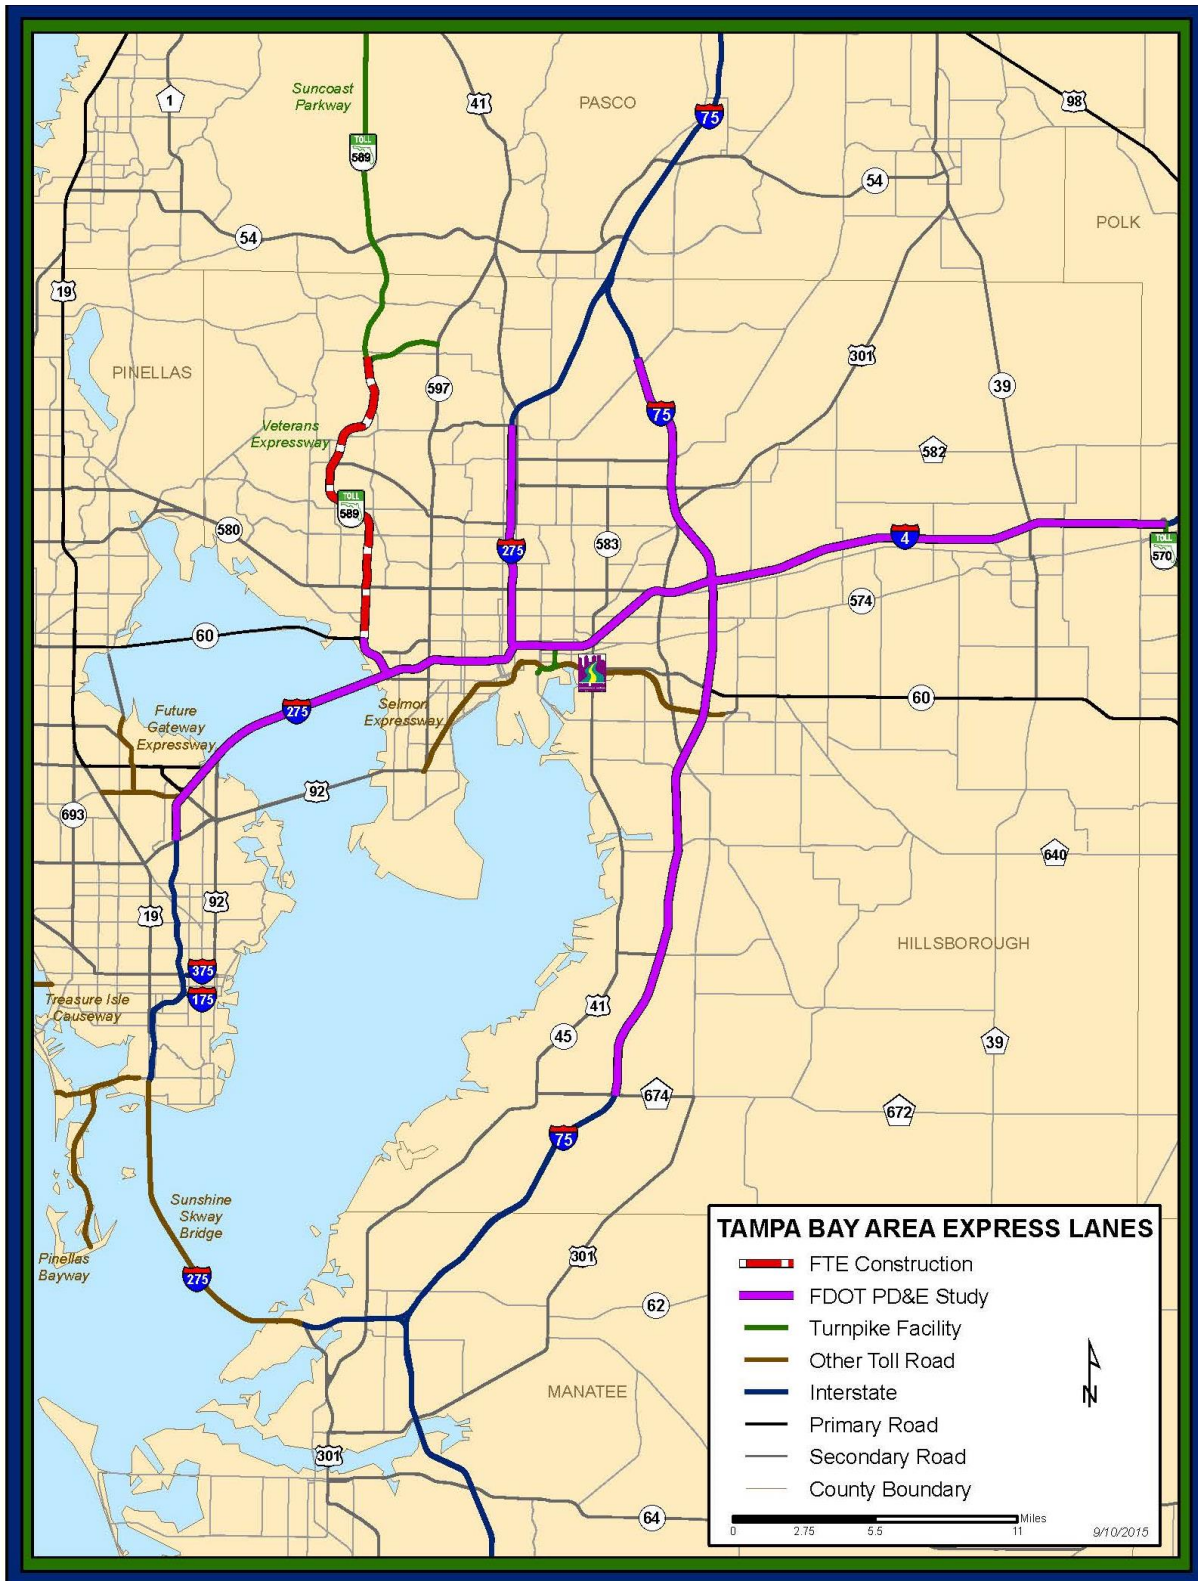 1
Suncoast
Parkway
41
PASCO
75
98
TOLL
589
54
54
POLK
19
301
PINELLAS
597
39
75
Veterans
Expressway
582
TOLL
589
580
275
583
4
TOLL
570
574
60
60
Selmon
Expressway
275
Future
Gateway
Expressway
92
693
640
19
92
HILLSBOROUGH
375
175
Treasure Isle
Causeway
41
45
39
674
672
75
Sunshine
Skway
Bridge
Pinellas
Bayway
275
301
62
MANATEE
301
64
TAMPA BAY AREA EXPRESS LANES
FTE Construction
FDOT PD&E Study
Turnpike Facility
Other Toll Road
Interstate
Primary Road
Secondary Road
County Boundary
N
Miles
0 2.75 5.5 11
9/10/2015